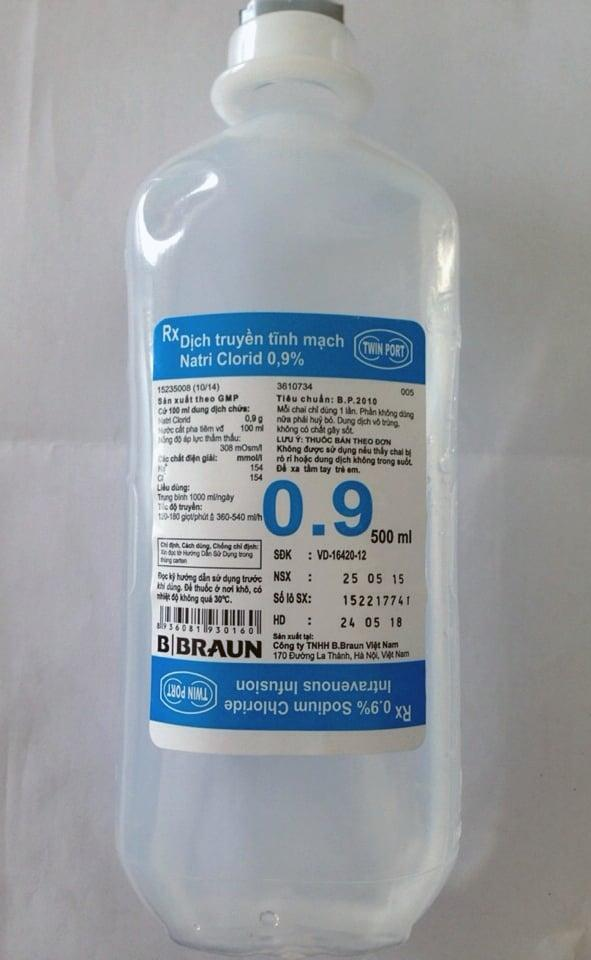 Rx Dịch truyền tĩnh mạch
Natri Clorid 0,9%
TWIN PORT
15235008 (10/14)
Sản xuất theo GMP
Cứ 100 ml dung dịch chứa:
Natri Clorid 0,9 g
Nước cất pha tiêm vđ 100 ml
Nồng độ áp lực thẩm thấu:
308 mOsm/l
Các chất điện giải: mmol/l
Na⁺ 154
Cl⁻ 154
Liều dùng:
Trung bình 1000 ml/ngày
Tốc độ truyền:
120-180 giọt/phút ≙ 360-540 ml/h
Chỉ định, Cách dùng, Chống chỉ định:
Xin đọc tờ Hướng Dẫn Sử Dụng trong
thùng carton
Đọc kỹ hướng dẫn sử dụng trước
khi dùng. Để thuốc ở nơi khô, có
nhiệt độ không quá 30°C.
8 936081 930160
B|BRAUN
3610734 005
Tiêu chuẩn: B.P.2010
Mỗi chai chỉ dùng 1 lần. Phần không dùng
nữa phải huỷ bỏ. Dung dịch vô trùng,
không có chất gây sốt.
LƯU Ý: THUỐC BÁN THEO ĐƠN
Không được sử dụng nếu thấy chai bị
rò rỉ hoặc dung dịch không trong suốt.
Để xa tầm tay trẻ em.
0.9
500 ml
SĐK : VD-16420-12
NSX : 25 05 15
Số lô SX: 152217741
HD : 24 05 18
Sản xuất tại:
Công ty TNHH B.Braun Việt Nam
170 Đường La Thành, Hà Nội, Việt Nam
Rx 0.9% Sodium Chloride
Intravenous Infusion
TWIN PORT